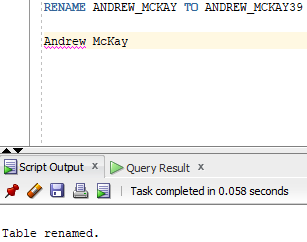 RENAME ANDREW_MCKAY TO ANDREW_MCKAY39
Andrew McKay
Script Output x Query Result x
Task completed in 0.058 seconds
Table renamed.